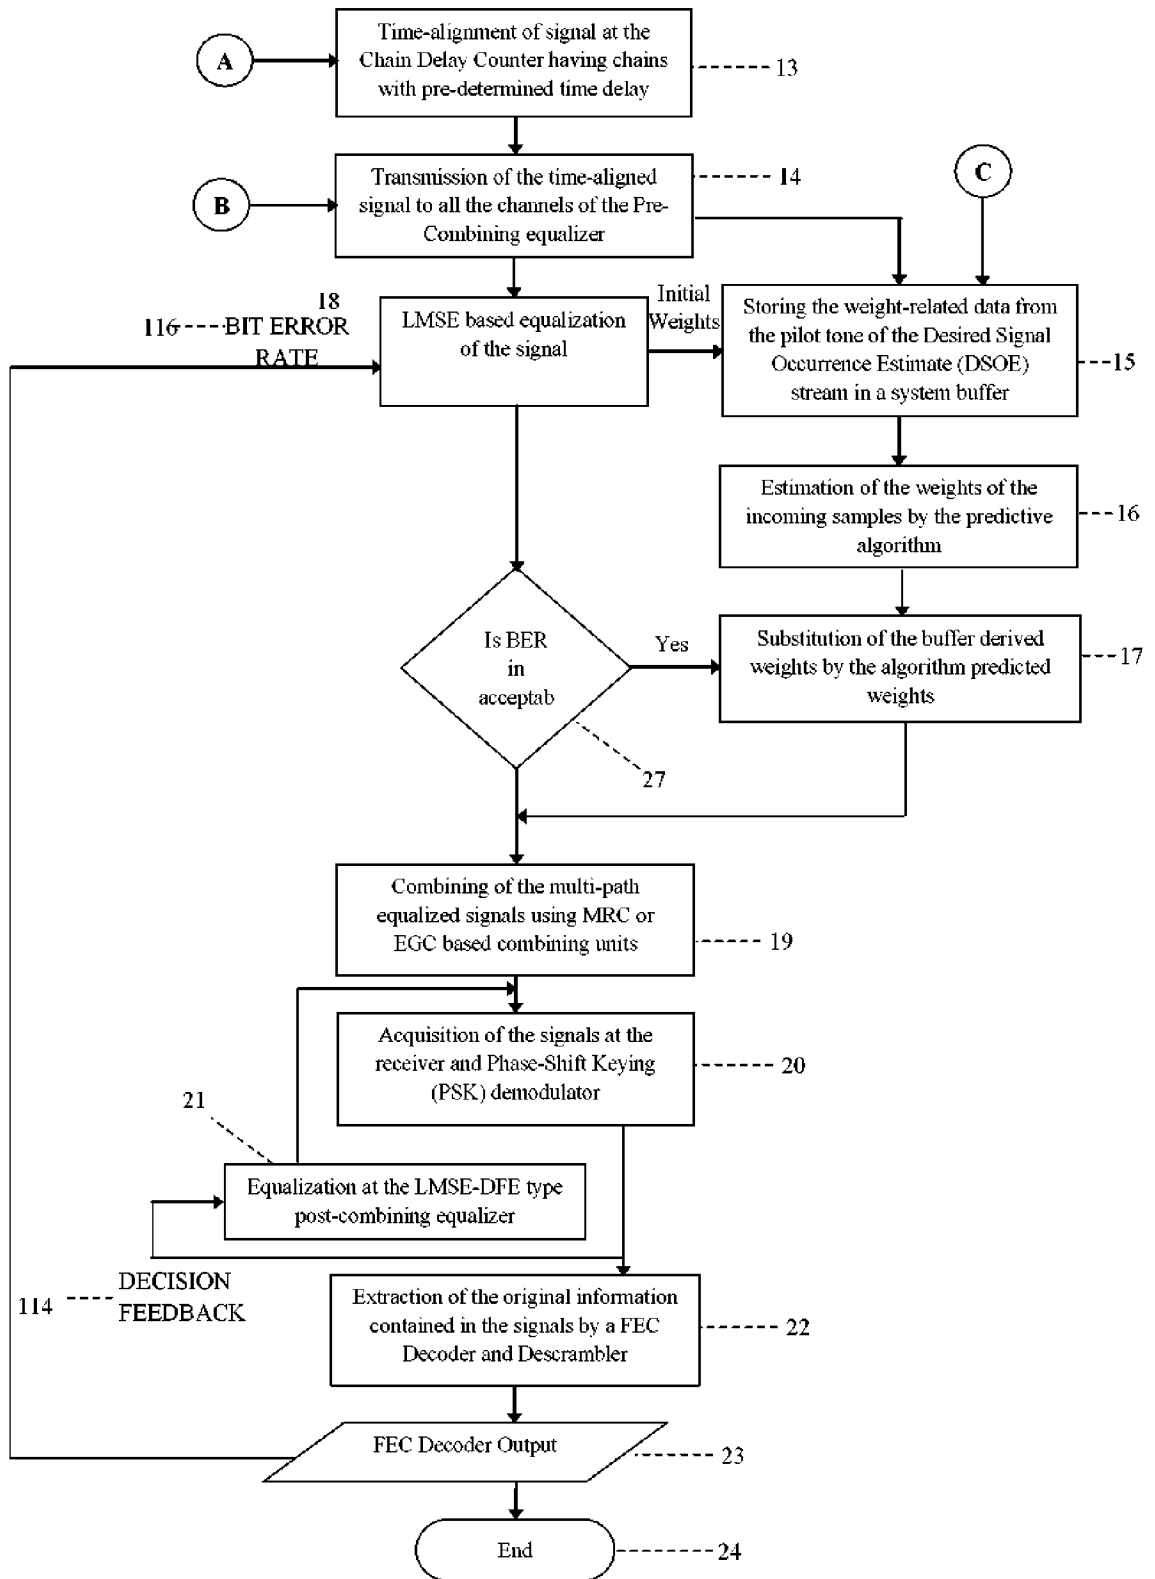 A
Time-alignment of signal at the
Chain Delay Counter having chains
with pre-determined time delay
13
B
Transmission of the time-aligned
signal to all the channels of the Pre-
Combining equalizer
14
C
18
116
BIT ERROR
RATE
LMSE based equalization
of the signal
Initial
Weights
Storing the weight-related data from
the pilot tone of the Desired Signal
Occurrence Estimate (DSOE)
stream in a system buffer
15
Estimation of the weights of the
incoming samples by the predictive
algorithm
16
Is BER
in
acceptab
Yes
27
Substitution of the buffer derived
weights by the algorithm predicted
weights
17
Combining of the multi-path
equalized signals using MRC or
EGC based combining units
19
Acquisition of the signals at the
receiver and Phase-Shift Keying
(PSK) demodulator
20
21
Equalization at the LMSE-DFE type
post-combining equalizer
114
DECISION
FEEDBACK
Extraction of the original information
contained in the signals by a FEC
Decoder and Descrambler
22
FEC Decoder Output
23
End
24